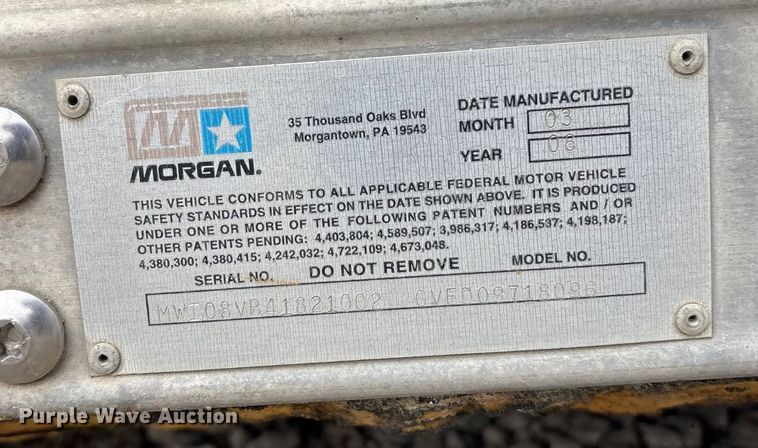 35 Thousand Oaks Blvd
Morgantown, PA 19543
DATE MANUFACTURED
MONTH 03
YEAR 08
MORGAN.
THIS VEHICLE CONFORMS TO ALL APPLICABLE FEDERAL MOTOR VEHICLE
SAFETY STANDARDS IN EFFECT ON THE DATE SHOWN ABOVE. IT IS PRODUCED
UNDER ONE OR MORE OF THE FOLLOWING PATENT NUMBERS AND / OR
OTHER PATENTS PENDING: 4,403,804; 4,589,507; 3,986,317; 4,186,537; 4,198,187;
4,380,300; 4,380,415; 4,242,032; 4,722,109; 4,673,048.
SERIAL NO. DO NOT REMOVE MODEL NO.
MWT08VB41821002 GVFD09718096
Purple Wave Auction